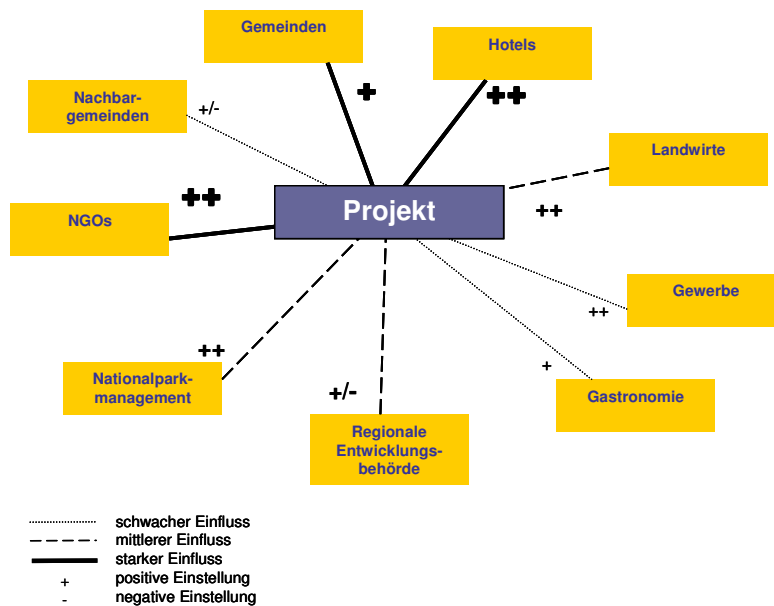 Gemeinden
Hotels
+
++
Nachbar-
gemeinden
+/-
Landwirte
++
Projekt
++
NGOs
Gewerbe
++
Nationalpark-
management
++
Gastronomie
+
+/-
Regionale
Entwicklungs-
behörde
schwacher Einfluss
mittlerer Einfluss
starker Einfluss
+ positive Einstellung
- negative Einstellung